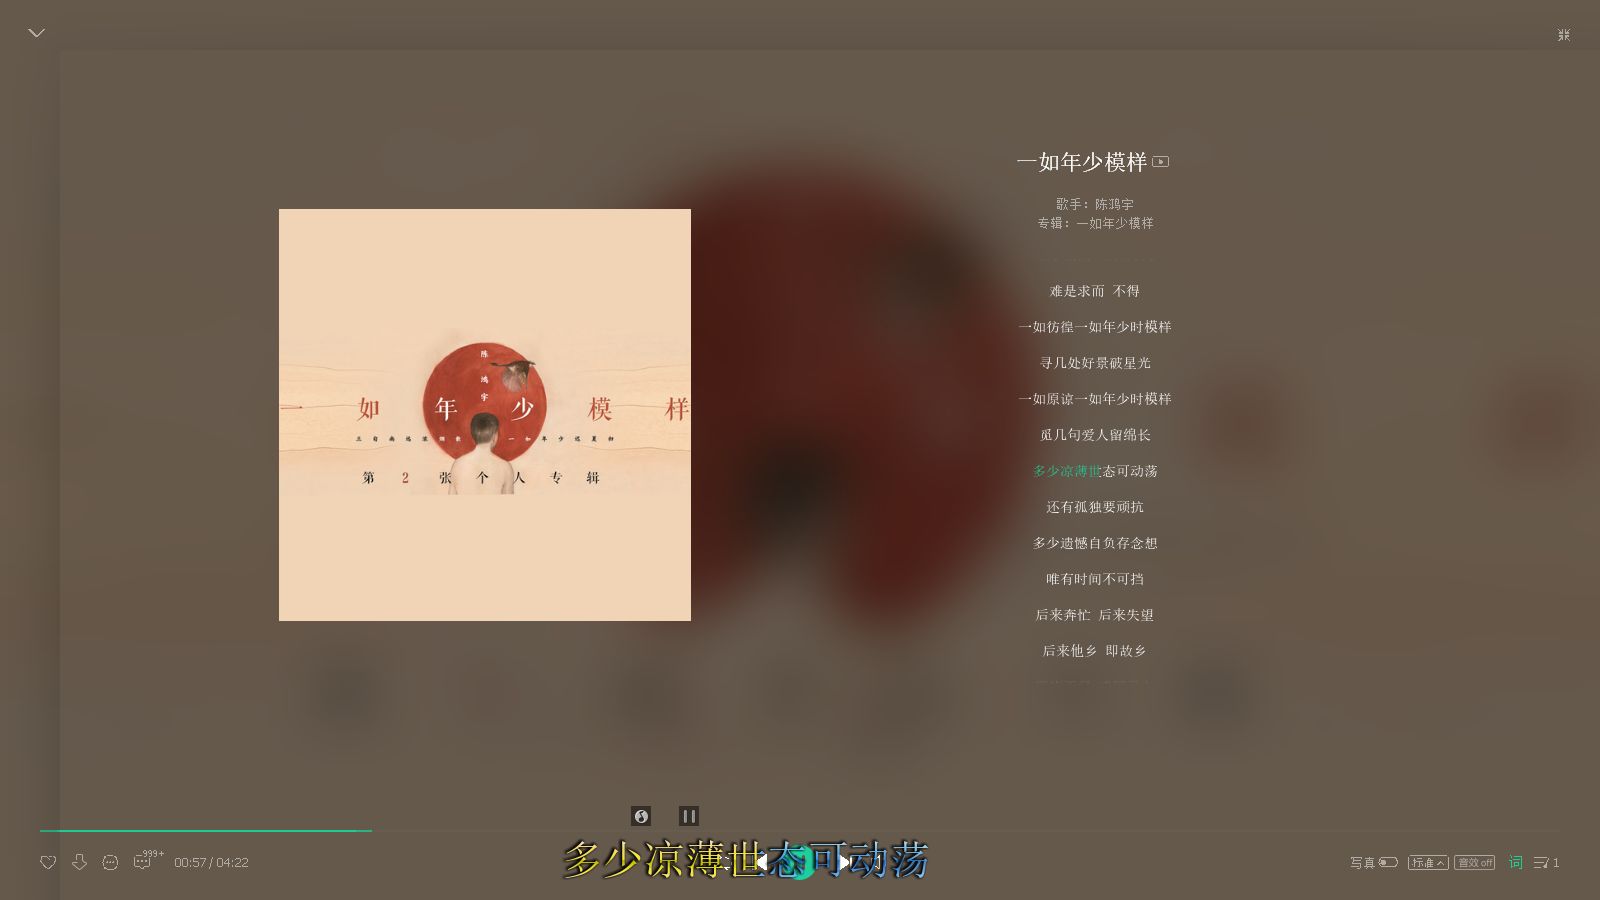 一如年少模样
歌手：陈鸿宇
专辑：一如年少模样
难是求而 不得
一如彷徨一如年少时模样
寻几处好景破星光
一如原谅一如年少时模样
觅几句爱人留绵长
多少凉薄世态可动荡
还有孤独要顽抗
多少遗憾自负存念想
唯有时间不可挡
后来奔忙 后来失望
后来他乡 即故乡
陈鸿宇
一如年少模样
第2张个人专辑
多少凉薄世态可动荡
999+
00:57 / 04:22
写真
标准
音效 off
词
1